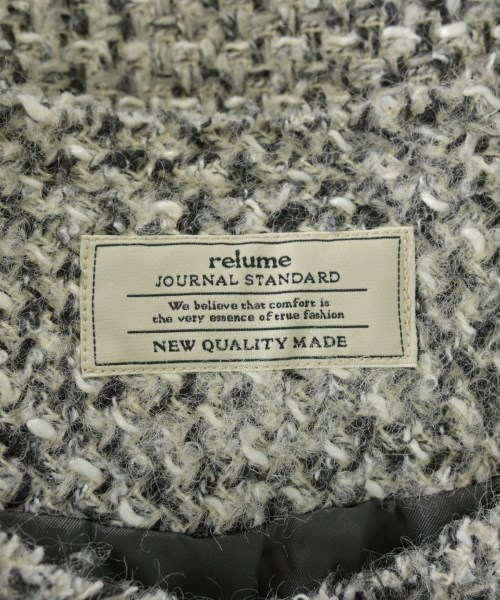 relume
JOURNAL STANDARD
We believe that comfort is
the very essence of true fashion
NEW QUALITY MADE